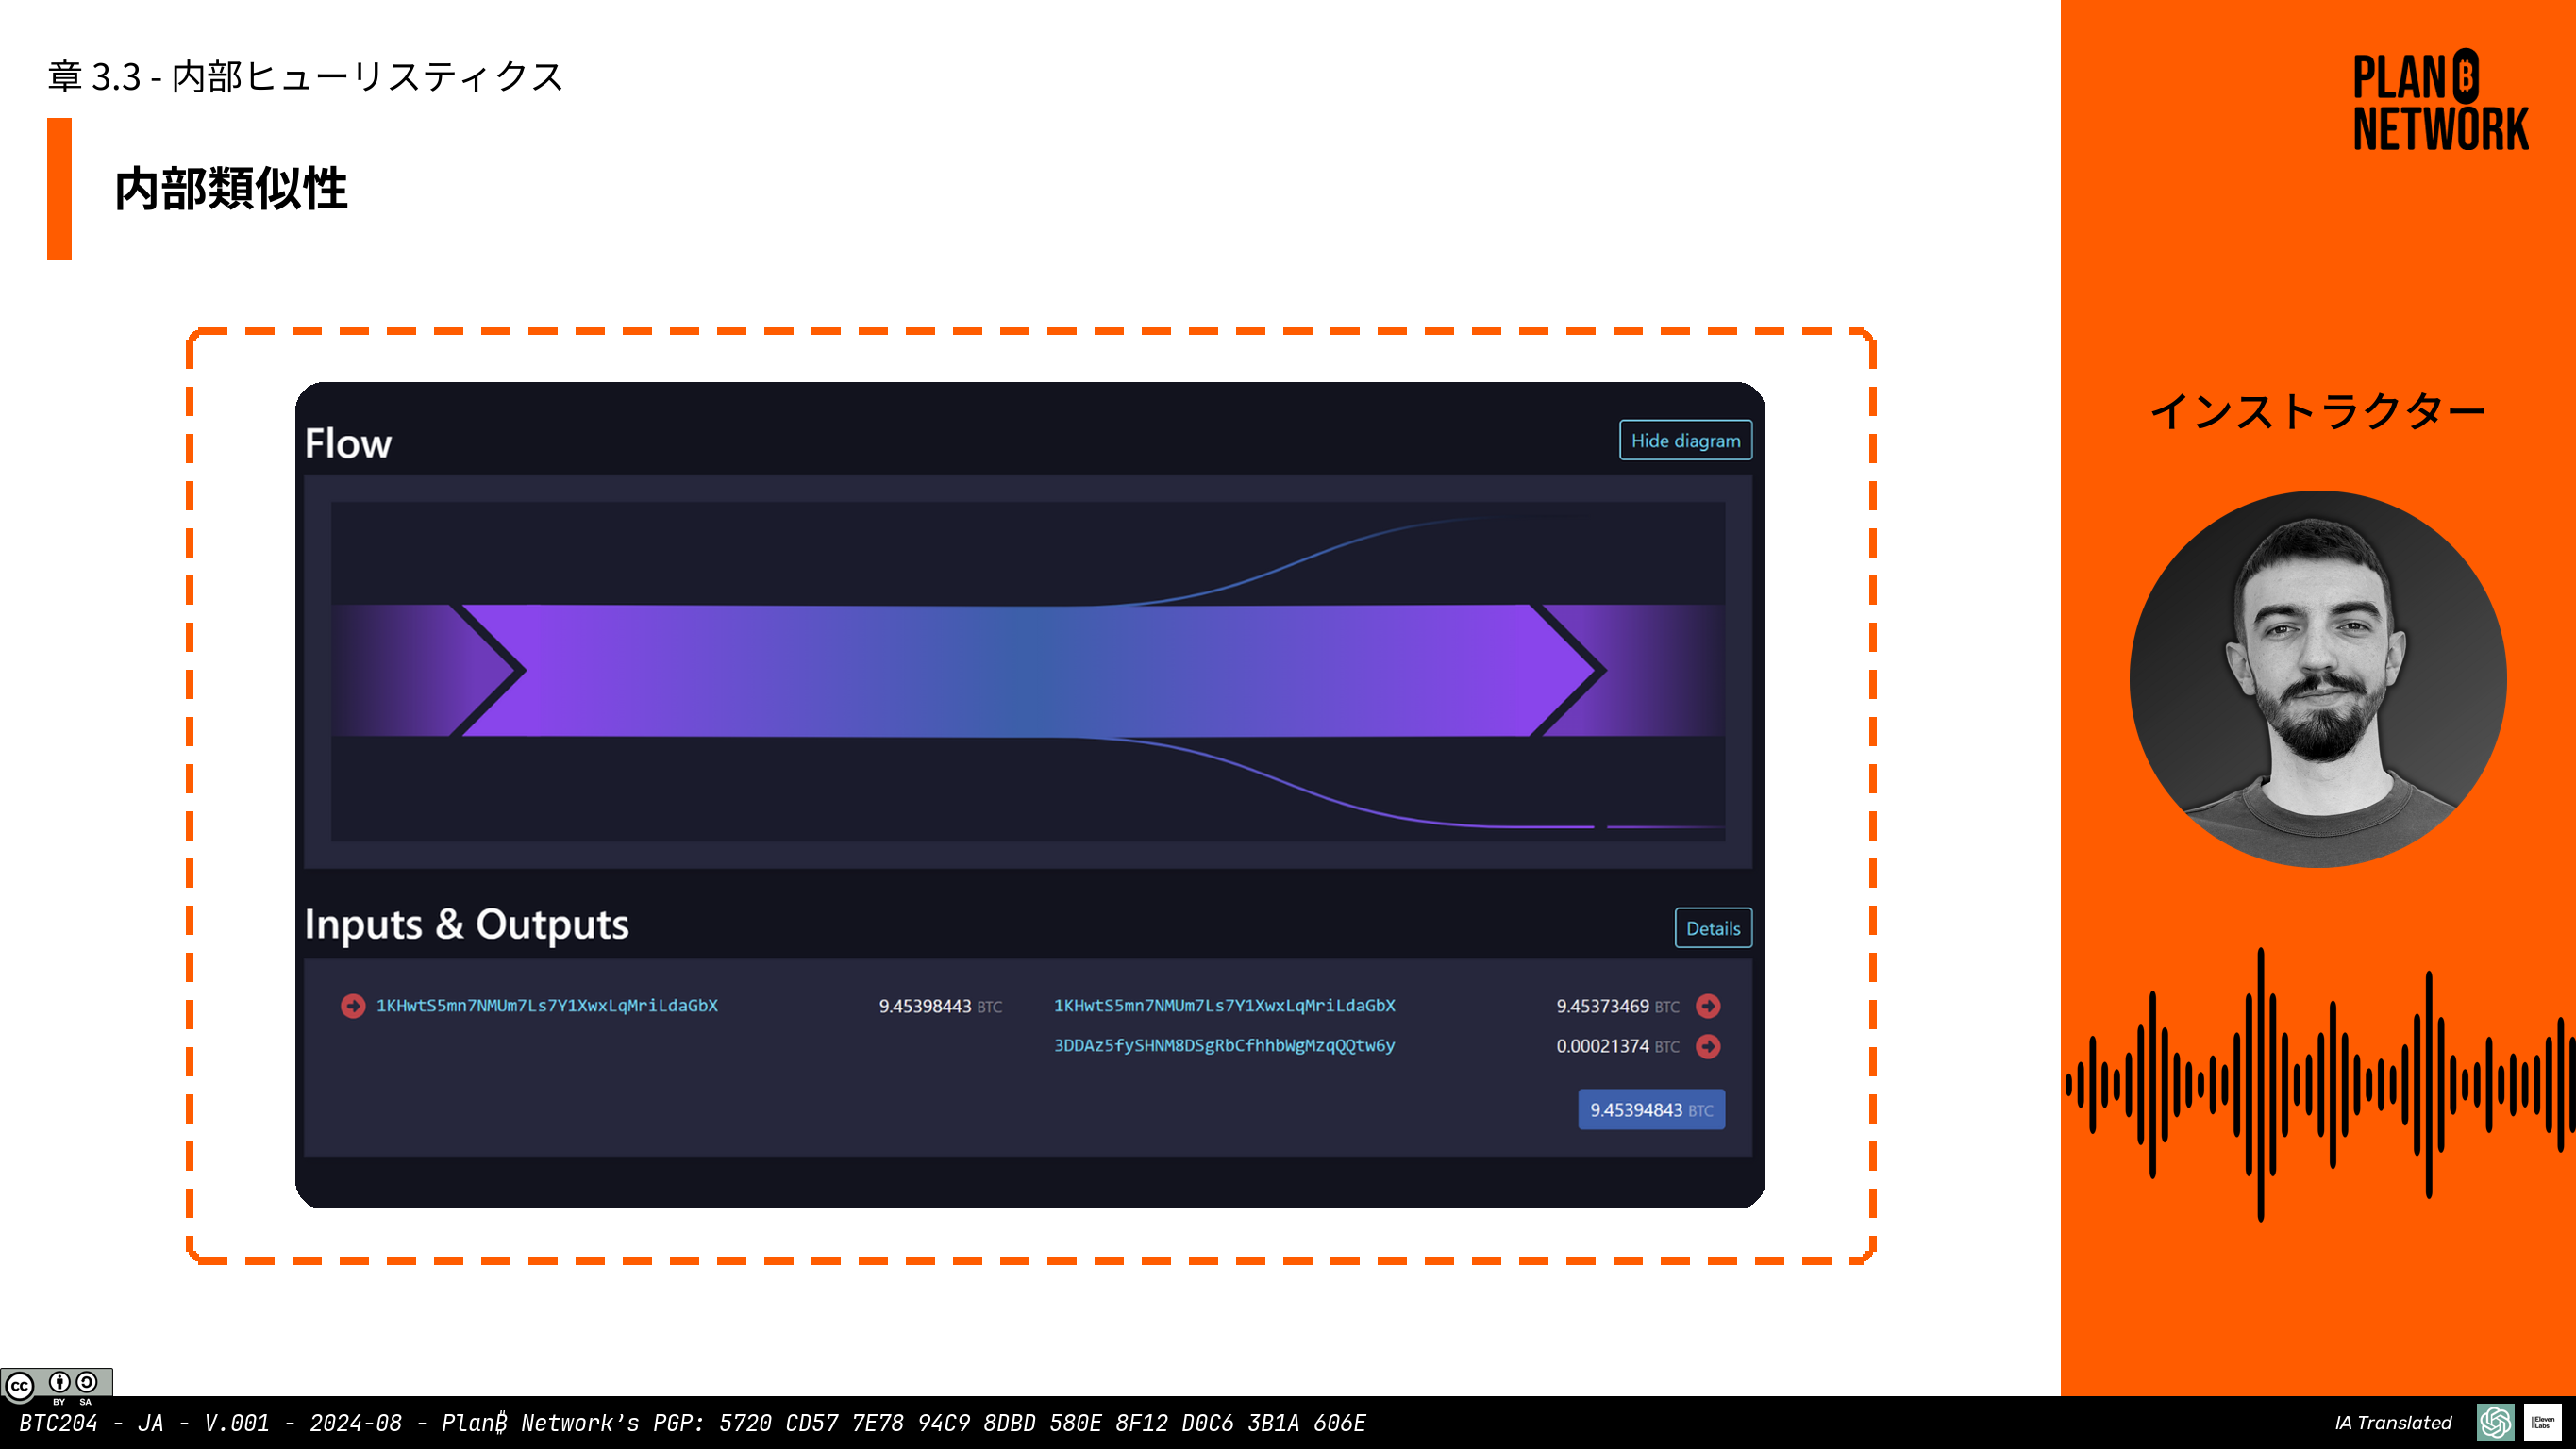 章 3.3 - 内部ヒューリスティクス
内部類似性
PLAN ₿
NETWORK
インストラクター
Flow
Hide diagram
Inputs & Outputs
Details
1KHwtS5mn7NMUm7Ls7Y1XwxLqMriLdaGbX 9.45398443 BTC 1KHwtS5mn7NMUm7Ls7Y1XwxLqMriLdaGbX 9.45373469 BTC
3DDAz5fySHNM8DSgRbCfhhbWgMzqQQtw6y 0.00021374 BTC
9.45394843 BTC
cc BY SA
BTC204 - JA - V.001 - 2024-08 - Plan₿ Network's PGP: 5720 CD57 7E78 94C9 8DBD 580E 8F12 D0C6 3B1A 606E
IA Translated
ElevenLabs